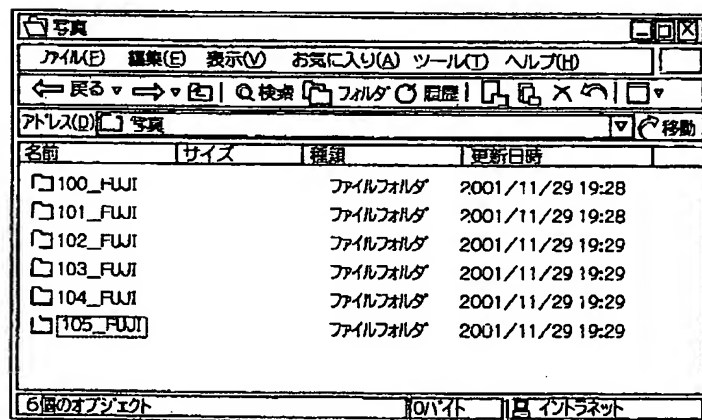 写真
ファイル(F) 編集(E) 表示(V) お気に入り(A) ツール(T) ヘルプ(H)
戻る 検索 フォルダ 履歴
アドレス(D) 写真 移動
名前 サイズ 種類 更新日時
100_FUJI ファイルフォルダ 2001/11/29 19:28
101_FUJI ファイルフォルダ 2001/11/29 19:28
102_FUJI ファイルフォルダ 2001/11/29 19:29
103_FUJI ファイルフォルダ 2001/11/29 19:29
104_FUJI ファイルフォルダ 2001/11/29 19:29
105_FUJI ファイルフォルダ 2001/11/29 19:29
6個のオブジェクト 0バイト イントラネット